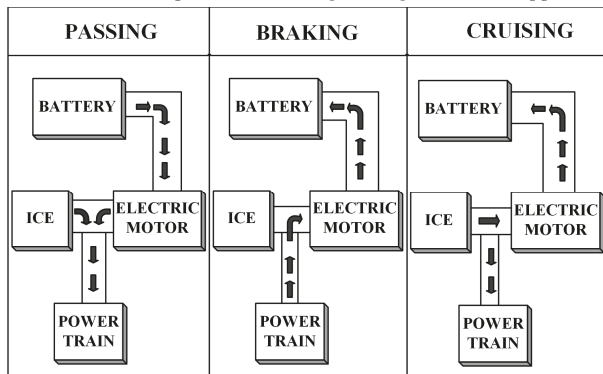 PASSING
BRAKING
CRUISING
BATTERY
ICE
ELECTRIC
MOTOR
POWER
TRAIN
BATTERY
ICE
ELECTRIC
MOTOR
POWER
TRAIN
BATTERY
ICE
ELECTRIC
MOTOR
POWER
TRAIN